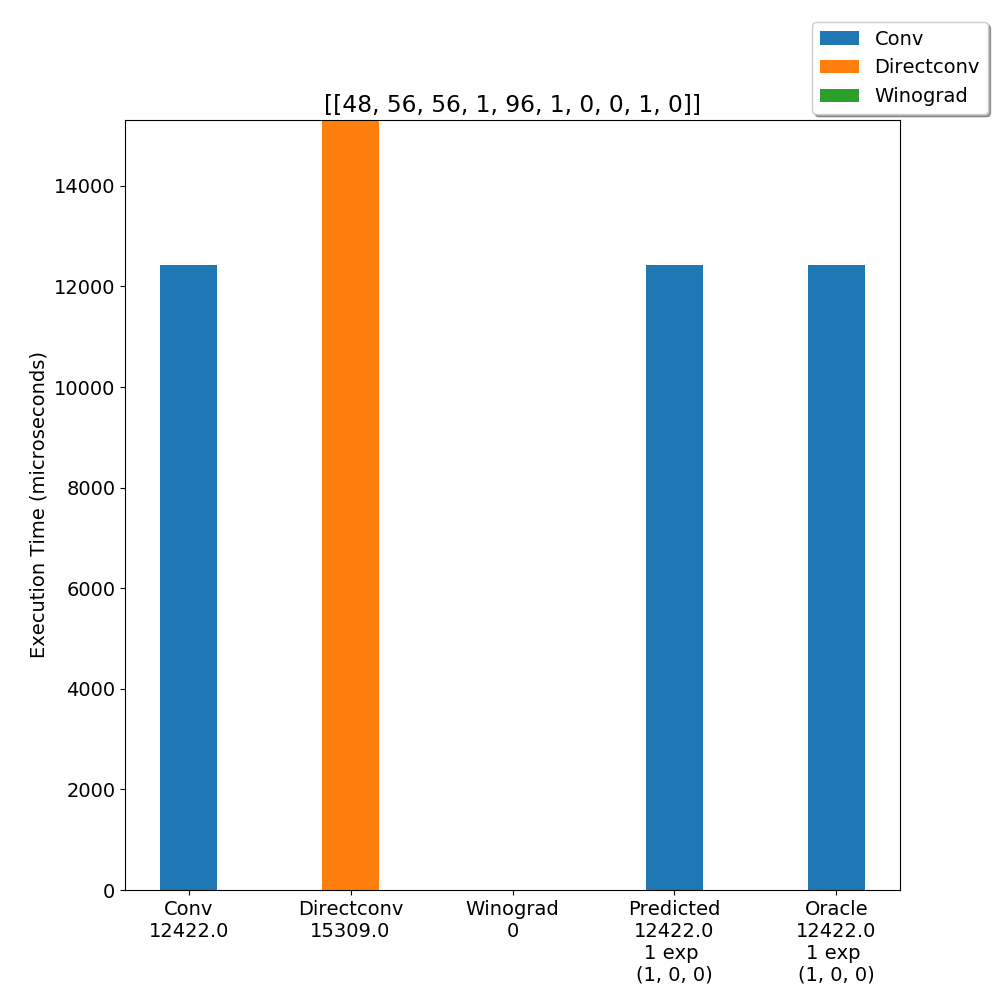 Conv
Directconv
Winograd
[[48, 56, 56, 1, 96, 1, 0, 0, 1, 0]]
Execution Time (microseconds)
14000
12000
10000
8000
6000
4000
2000
0
Conv
12422.0
Directconv
15309.0
Winograd
0
Predicted
12422.0
1 exp
(1, 0, 0)
Oracle
12422.0
1 exp
(1, 0, 0)